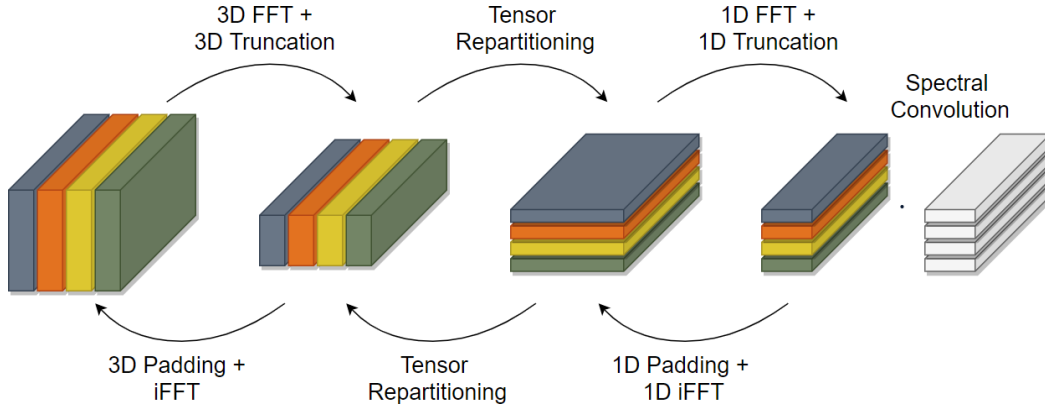 3D FFT +
3D Truncation
Tensor
Repartitioning
1D FFT +
1D Truncation
Spectral
Convolution
.
3D Padding +
iFFT
Tensor
Repartitioning
1D Padding +
1D iFFT